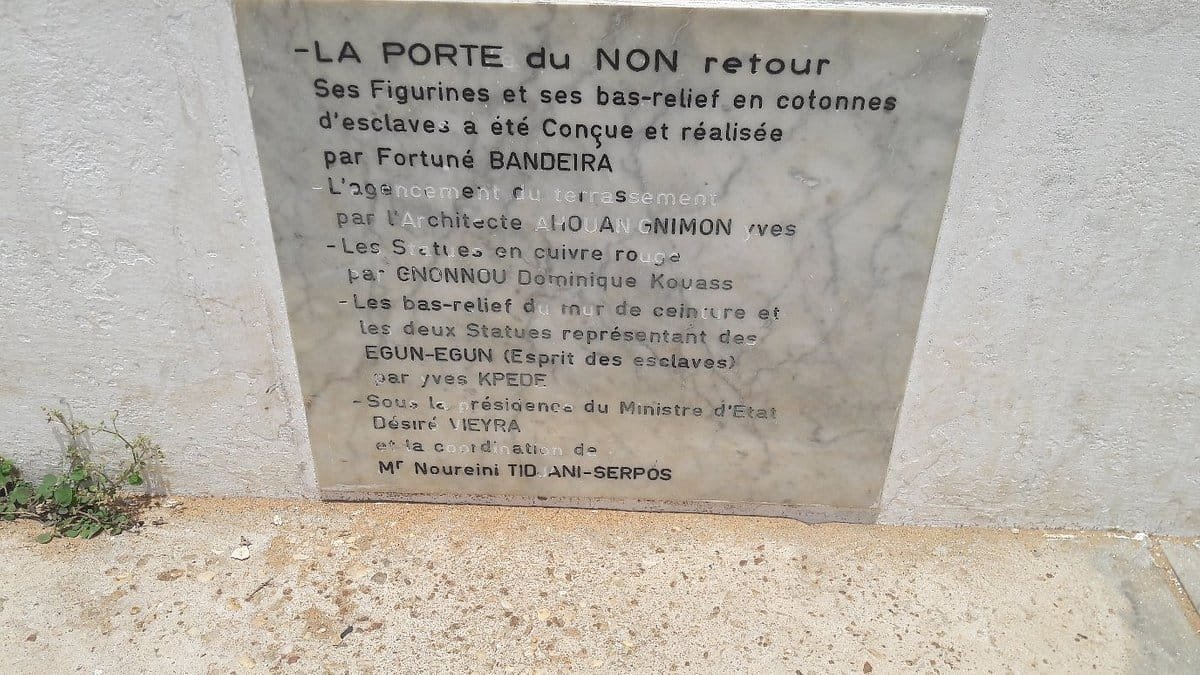 -LA PORTE du NON retour
Ses Figurines et ses bas-relief en cotonnes
d'esclaves a été Conçue et réalisée
par Fortuné BANDEIRA
-L'agencement du terrassement
par l'Architecte AHOUANGNIMON yves
-Les Statues en cuivre rouge
par GNONNOU Dominique Kouass
-Les bas-relief du mur de ceinture et
les deux Statues représentant des
EGUN-EGUN (Esprit des esclaves)
par yves KPEDE
-Sous la présidence du Ministre d'Etat
Désiré VIEYRA
et la coordination de
Mr Noureini TIDJANI-SERPOS